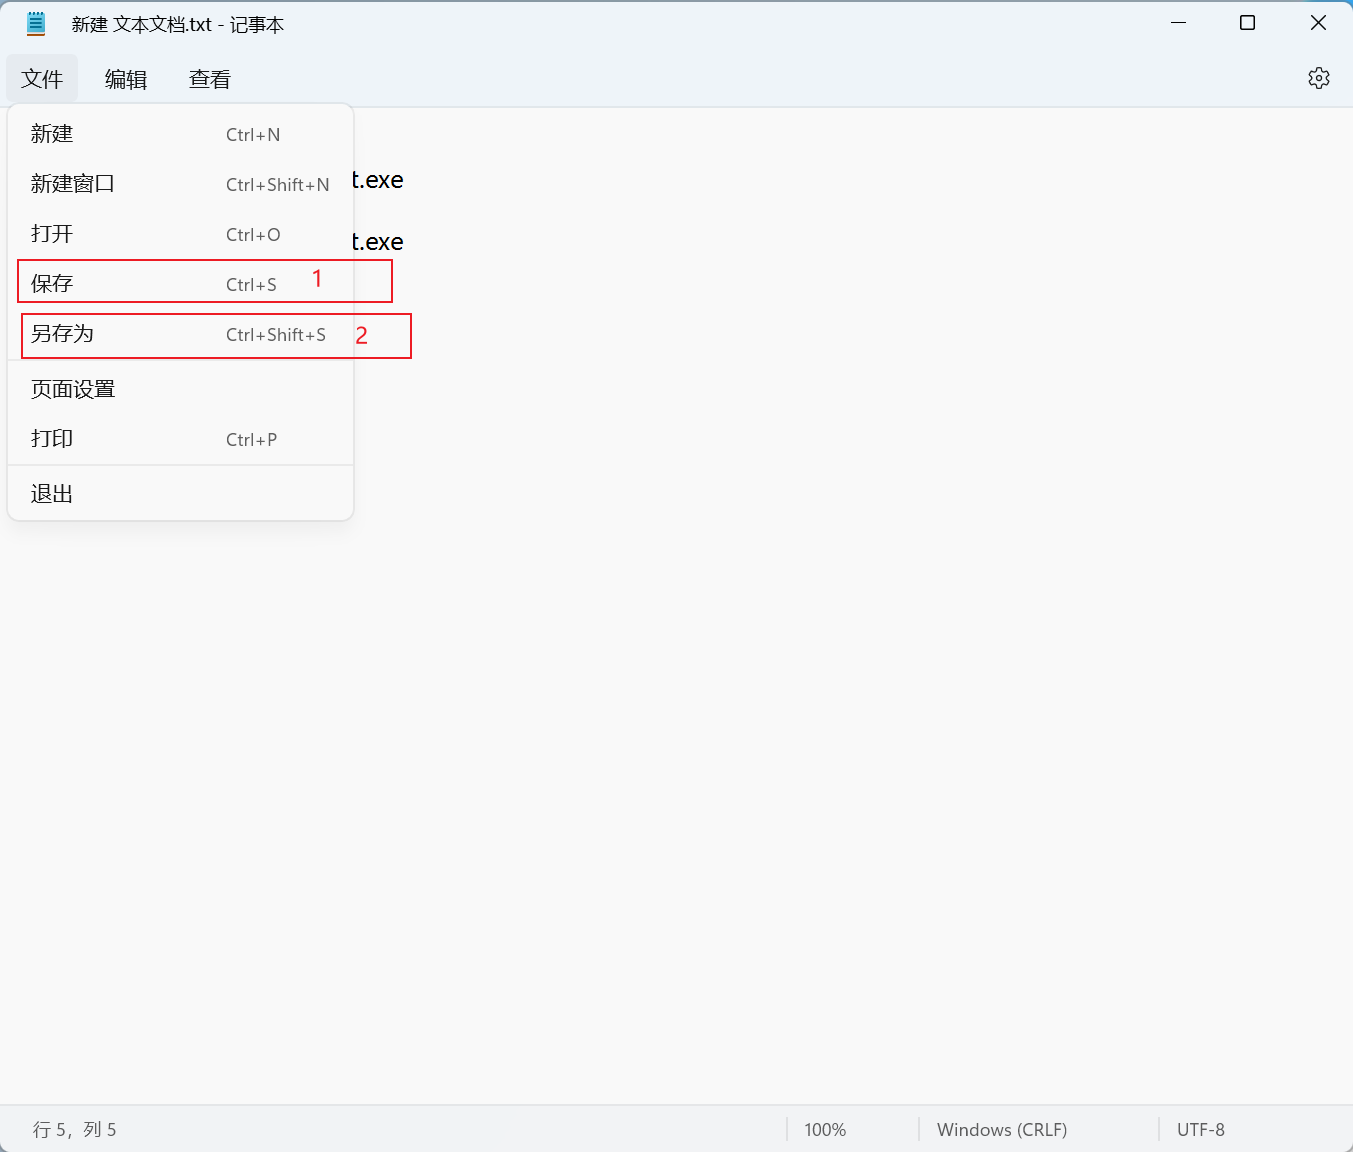 新建 文本文档.txt - 记事本
文件 编辑 查看
新建 Ctrl+N
t.exe
新建窗口 Ctrl+Shift+N
打开 Ctrl+O
t.exe
保存 Ctrl+S 1
另存为 Ctrl+Shift+S 2
页面设置
打印 Ctrl+P
退出
行 5，列 5 100% Windows (CRLF) UTF-8